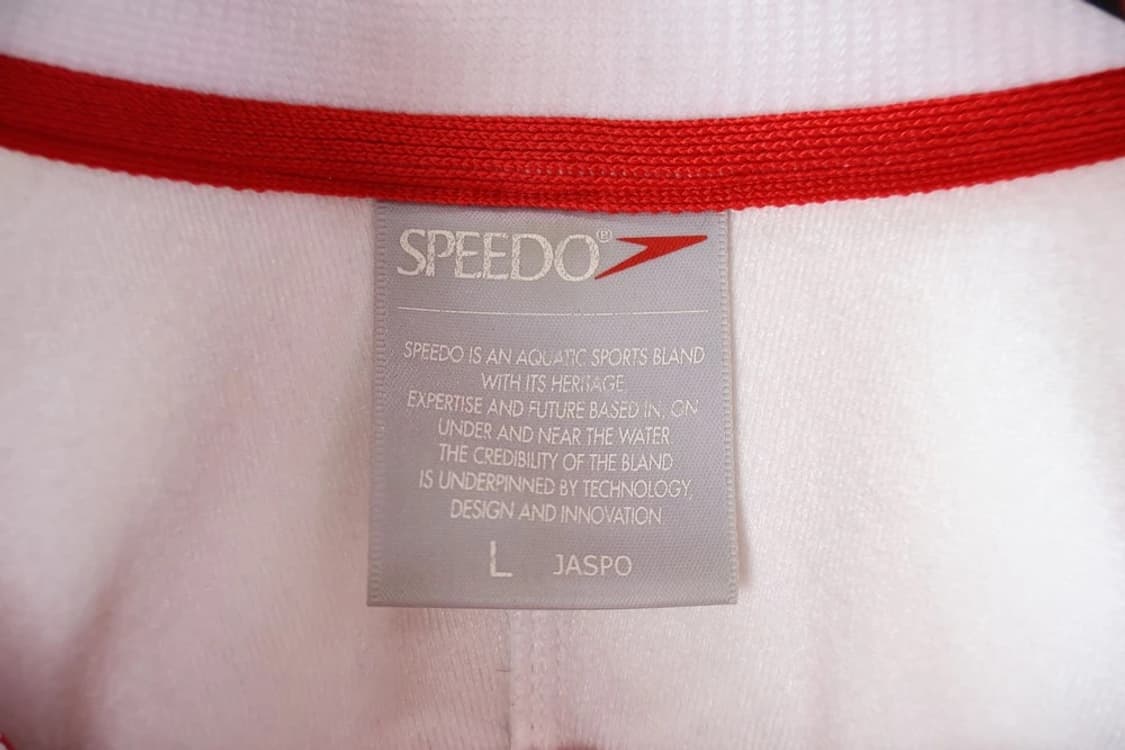 SPEEDO®
SPEEDO IS AN AQUATIC SPORTS BLAND
WITH ITS HERISAGE
EXPERTISE AND FUTURE BASED IN, ON
UNDER AND NEAR THE WATER
THE CREDIBILITY OF THE BLAND
IS UNDERPINNED BY TECHNOLOGY,
DESIGN AND INNOVATION
L JASPO